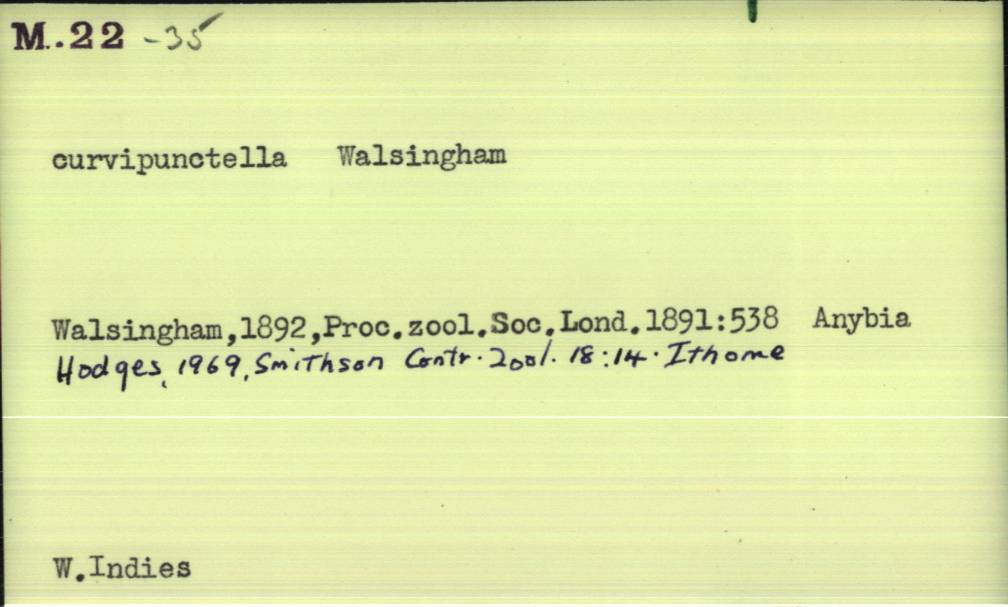 M.22 -35
curvipunctella Walsingham
Walsingham,1892,Proc.zool.Soc.Lond.1891:538 Anybia
Hodges, 1969, Smithson Contr. Zool. 18:14. Ithome
W.Indies